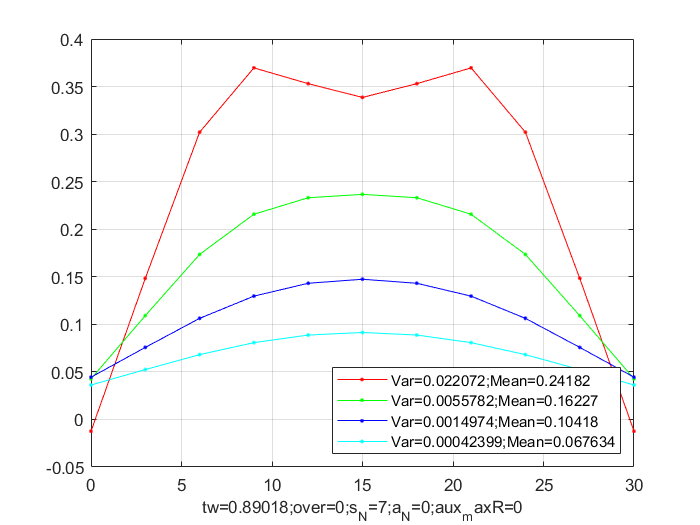 0.4
0.35
0.3
0.25
0.2
0.15
0.1
0.05
0
-0.05
Var=0.022072;Mean=0.24182
Var=0.0055782;Mean=0.16227
Var=0.0014974;Mean=0.10418
Var=0.00042399;Mean=0.067634
0 5 10 15 20 25 30
tw=0.89018;over=0;s_N=7;a_N=0;aux_maxR=0